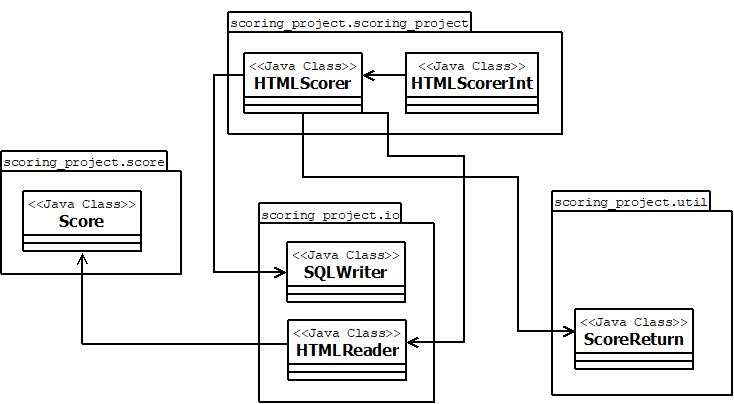 scoring_project.scoring_project
<<Java Class>>
HTMLScorer
<<Java Class>>
HTMLScorerInt
scoring_project.score
<<Java Class>>
Score
scoring_project.io
<<Java Class>>
SQLWriter
<<Java Class>>
HTMLReader
scoring_project.util
<<Java Class>>
ScoreReturn